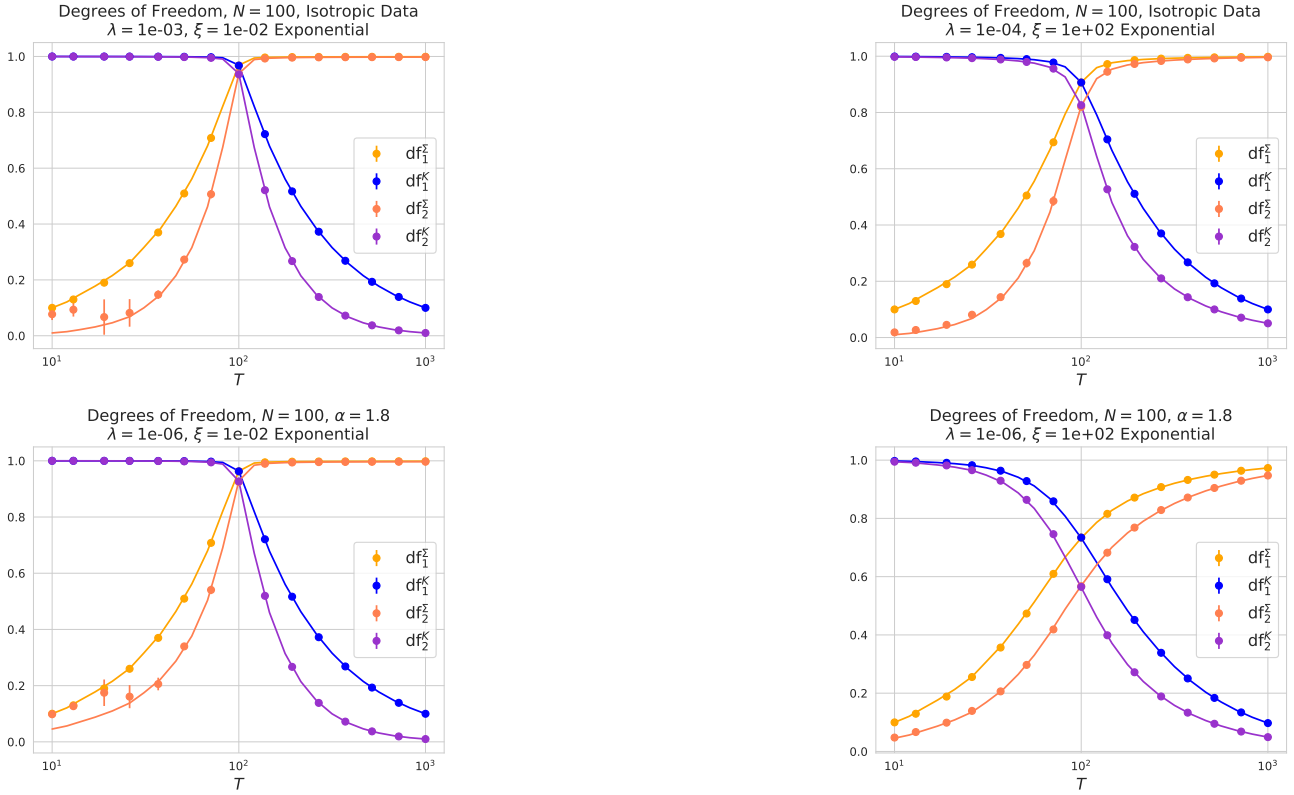 Degrees of Freedom, N = 100, Isotropic Data
λ = 1e-03, ξ = 1e-02 Exponential
1.0
0.8
0.6
0.4
0.2
0.0
df₁^Σ
df₁^K
df₂^Σ
df₂^K
10¹ 10² 10³
T
Degrees of Freedom, N = 100, Isotropic Data
λ = 1e-04, ξ = 1e+02 Exponential
1.0
0.8
0.6
0.4
0.2
0.0
df₁^Σ
df₁^K
df₂^Σ
df₂^K
10¹ 10² 10³
T
Degrees of Freedom, N = 100, α = 1.8
λ = 1e-06, ξ = 1e-02 Exponential
1.0
0.8
0.6
0.4
0.2
0.0
df₁^Σ
df₁^K
df₂^Σ
df₂^K
10¹ 10² 10³
T
Degrees of Freedom, N = 100, α = 1.8
λ = 1e-06, ξ = 1e+02 Exponential
1.0
0.8
0.6
0.4
0.2
0.0
df₁^Σ
df₁^K
df₂^Σ
df₂^K
10¹ 10² 10³
T